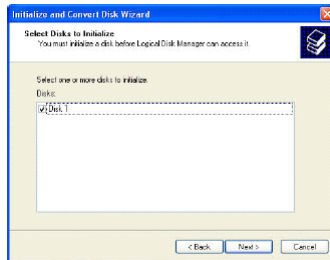 Initialize and Convert Disk Wizard
Select Disks to Initialize
You must initialize a disk before Logical Disk Manager can access it.
Select one or more disks to initialize.
Disks:
Disk 1
< Back
Next >
Cancel